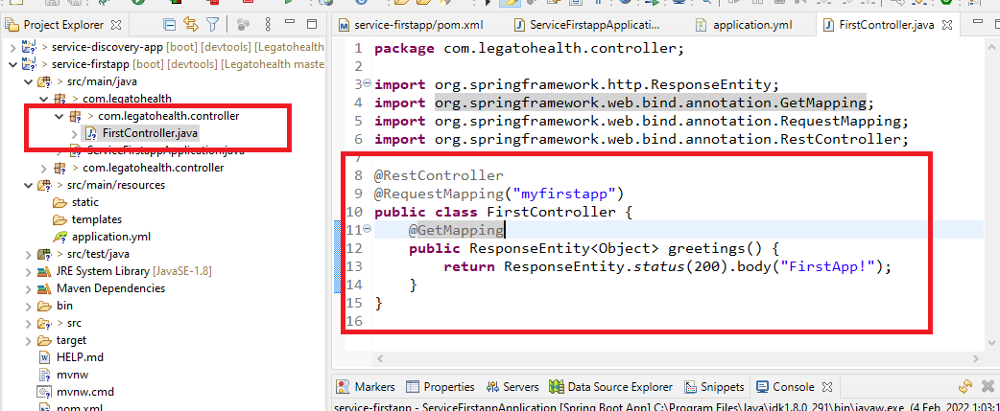 Project Explorer
service-discovery-app [boot] [devtools] [Legatohealth
service-firstapp [boot] [devtools] [Legatohealth mast
> src/main/java
> com.legatohealth
> com.legatohealth.controller
FirstController.java
ServiceFirstappApplication.java
> com.legatohealth.controller
> src/main/resources
static
templates
application.yml
> src/test/java
JRE System Library [JavaSE-1.8]
Maven Dependencies
bin
> src
target
HELP.md
mvnw
mvnw.cmd
pom.xml
service-firstapp/pom.xml
ServiceFirstappApplicati...
application.yml
FirstController.java
1 package com.legatohealth.controller;
2
3 import org.springframework.http.ResponseEntity;
4 import org.springframework.web.bind.annotation.GetMapping;
5 import org.springframework.web.bind.annotation.RequestMapping;
6 import org.springframework.web.bind.annotation.RestController;
7
8 @RestController
9 @RequestMapping("myfirstapp")
10 public class FirstController {
11 @GetMapping
12 public ResponseEntity<Object> greetings() {
13 return ResponseEntity.status(200).body("FirstApp!");
14 }
15 }
16
Markers
Properties
Servers
Data Source Explorer
Snippets
Console
service-firstapp - ServiceFirstappApplication [Spring Boot App] C:\Program Files\Java\jdk1.8.0_291\bin\javaw.exe (4 Feb. 2022 1:03:1